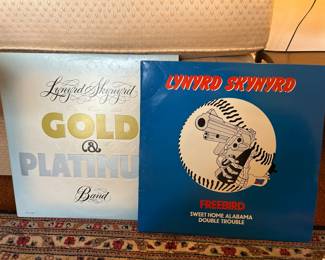 Lynyrd Skynyrd
GOLD
&
PLATINU
Band
LYNYRD SKYNYRD
FREEBIRD
SWEET HOME ALABAMA
DOUBLE TROUBLE